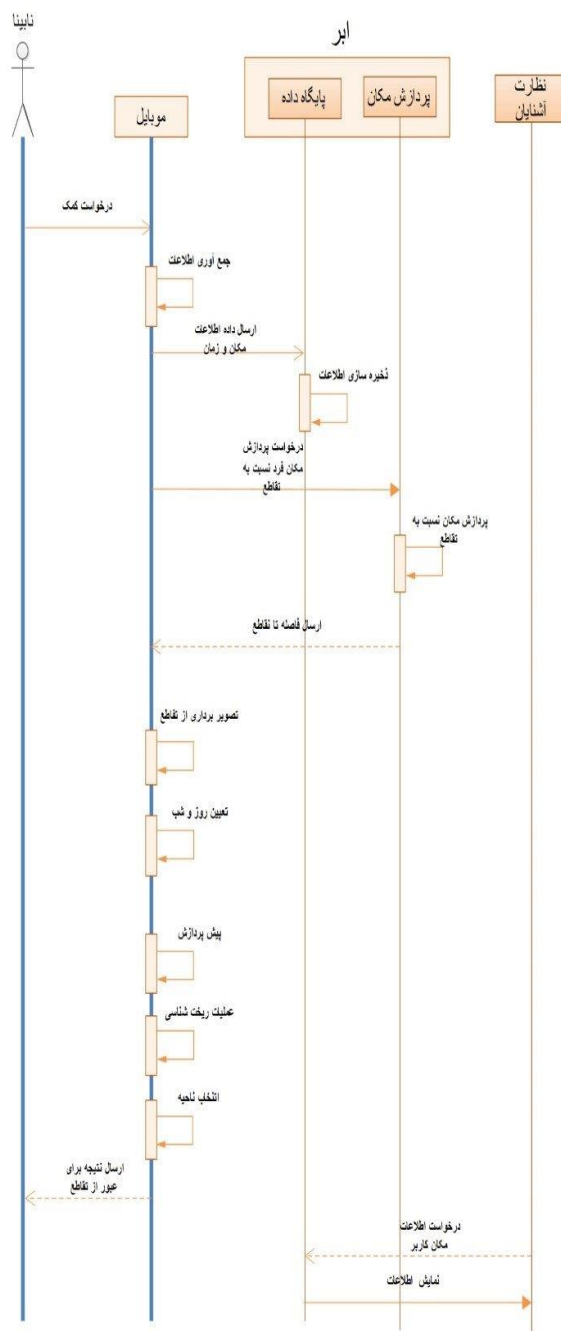 نابینا
ابر
موبایل
پایگاه داده
پردازش مکان
نظارت
آشنایان
درخواست کمک
جمع آوری اطلاعات
ارسال داده اطلاعات
مکان و زمان
ذخیره سازی اطلاعات
درخواست پردازش
مکان فرد نسبت به
تقاطع
پردازش مکان نسبت به
تقاطع
ارسال فاصله تا تقاطع
تصویر برداری از تقاطع
تعیین روز و شب
پیش پردازش
عملیات ریخت شناسی
انتخاب ناحیه
ارسال نتیجه برای
عبور از تقاطع
درخواست اطلاعات
مکان کاربر
نمایش اطلاعات